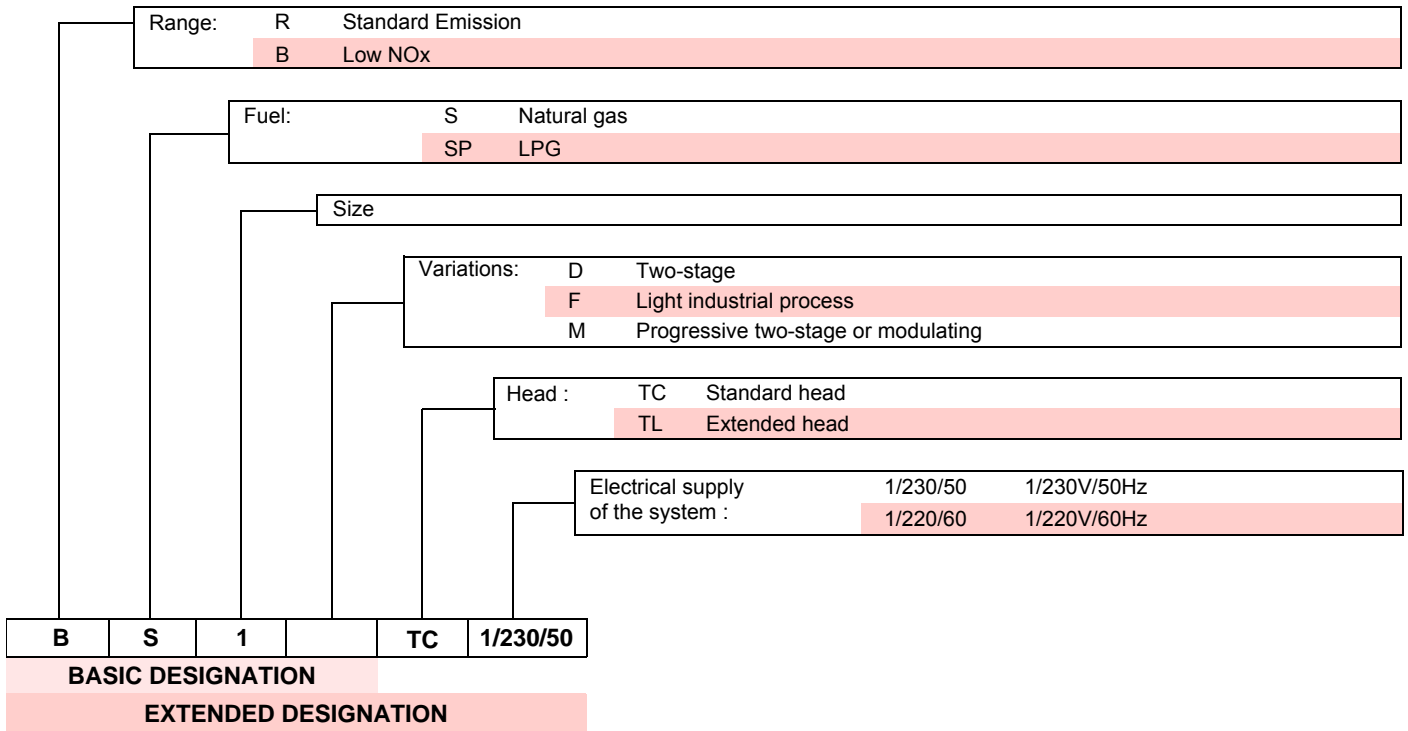 Range: R Standard Emission
B Low NOx
Fuel: S Natural gas
SP LPG
Size
Variations: D Two-stage
F Light industrial process
M Progressive two-stage or modulating
Head : TC Standard head
TL Extended head
Electrical supply 1/230/50 1/230V/50Hz
of the system : 1/220/60 1/220V/60Hz
B S 1 TC 1/230/50
BASIC DESIGNATION
EXTENDED DESIGNATION